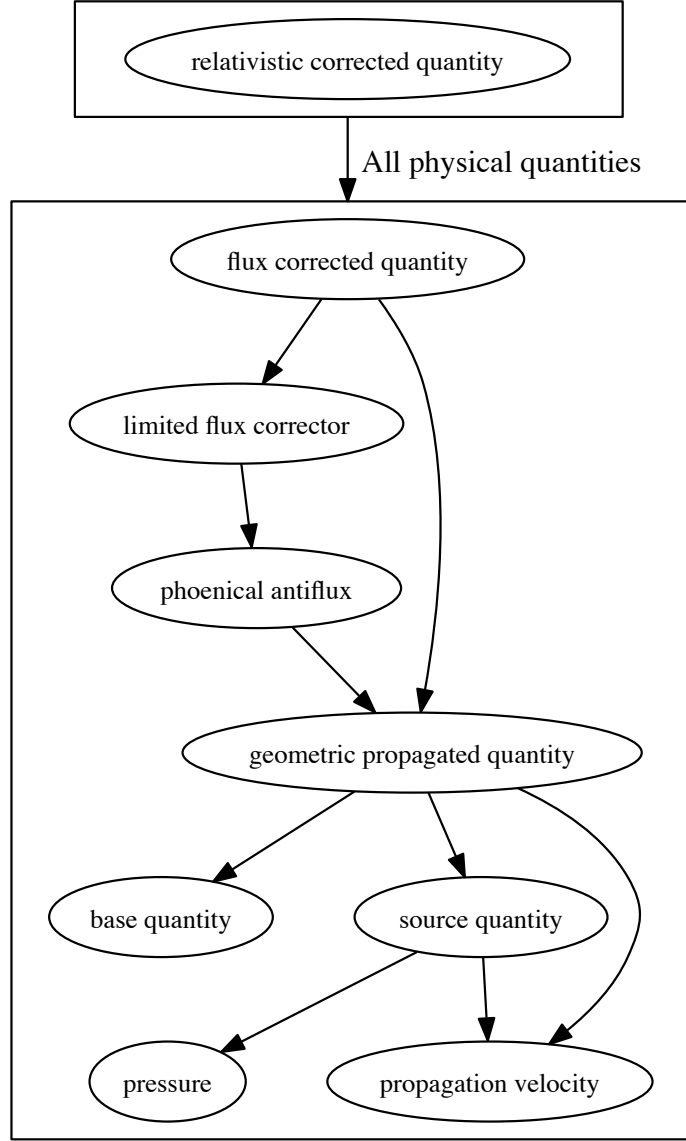 relativistic corrected quantity
All physical quantities
flux corrected quantity
limited flux corrector
phoenical antiflux
geometric propagated quantity
base quantity
source quantity
pressure
propagation velocity